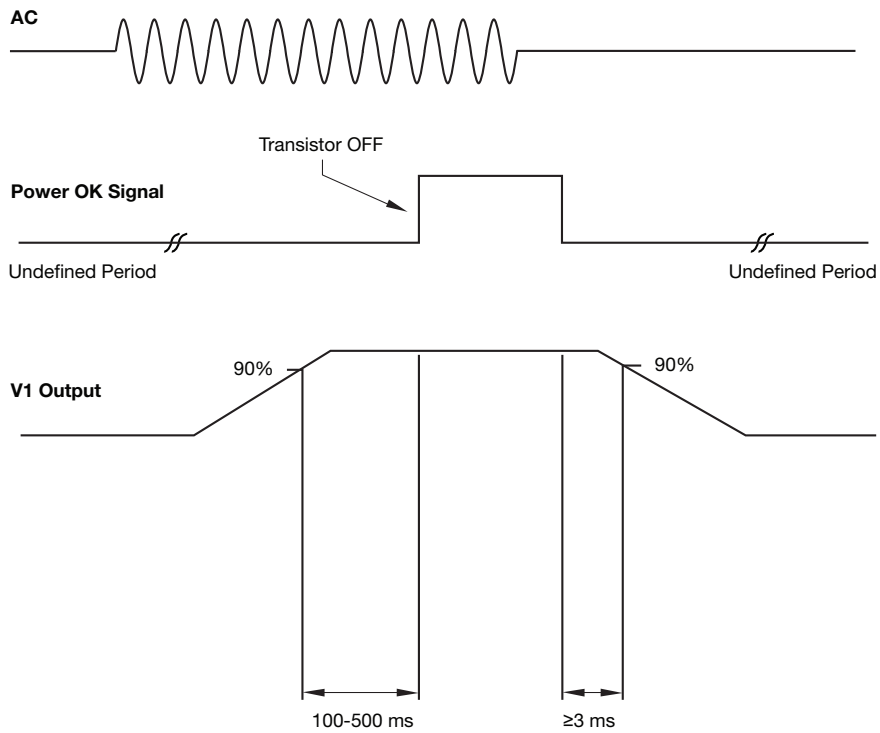 AC
Transistor OFF
Power OK Signal
Undefined Period
Undefined Period
90%
90%
V1 Output
100-500 ms
≥3 ms